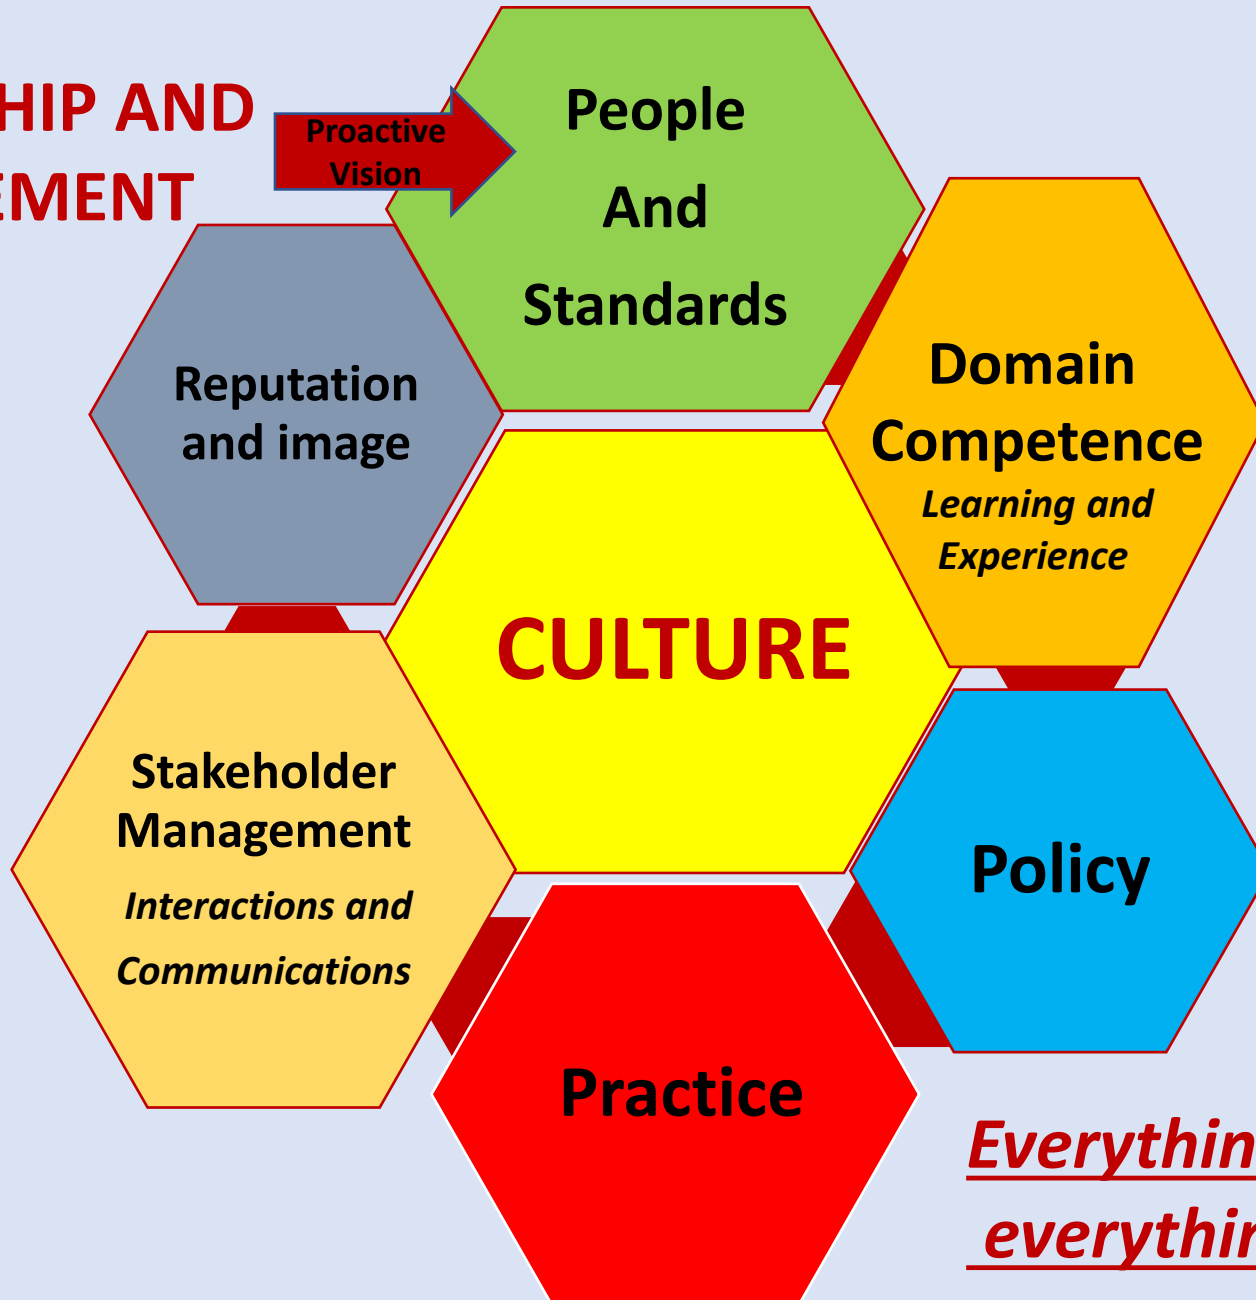 HIP AND
EMENT
Proactive
Vision
People
And
Standards
Reputation
and image
Domain
Competence
Learning and
Experience
CULTURE
Stakeholder
Management
Interactions and
Communications
Policy
Practice
Everythin
everythin